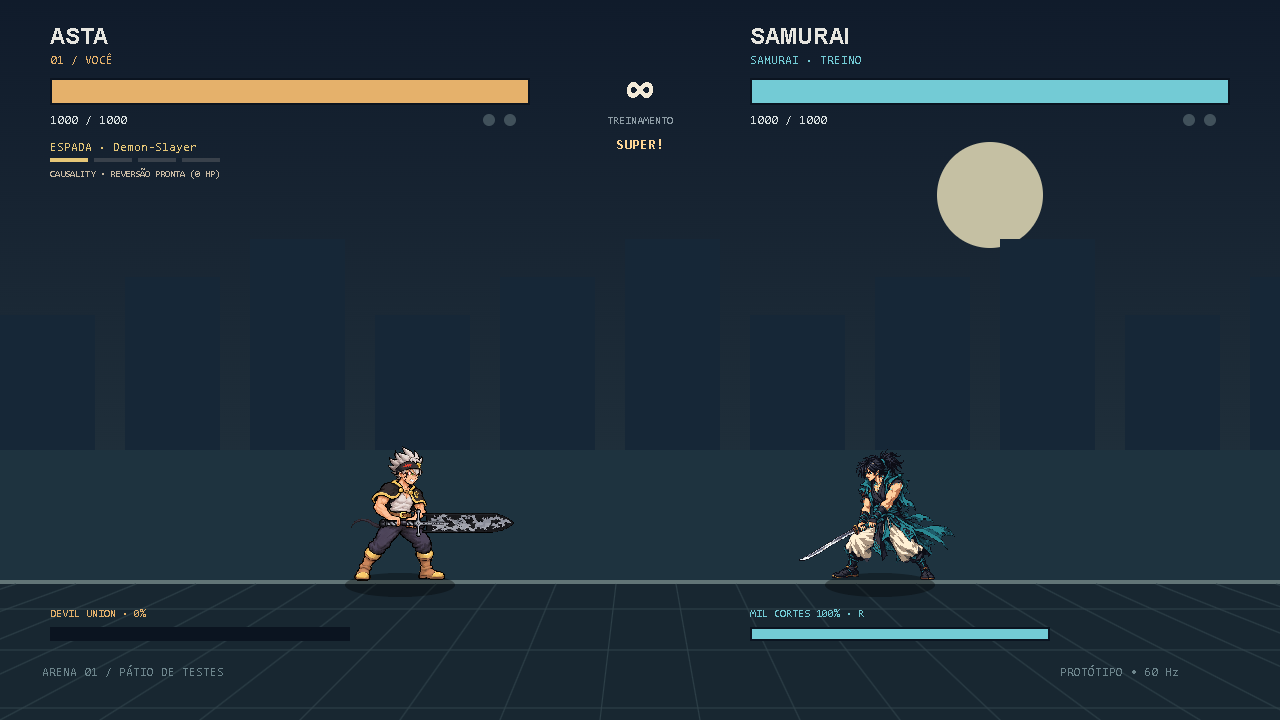 ASTA
01 / VOCÊ
1000 / 1000
ESPADA · Demon-Slayer
CAUSALITY · REVERSÃO PRONTA (0 HP)
∞
TREINAMENTO
SUPER!
SAMURAI
SAMURAI · TREINO
1000 / 1000
DEVIL UNION · 0%
MIL CORTES 100% · R
ARENA 01 / PÁTIO DE TESTES
PROTÓTIPO • 60 Hz